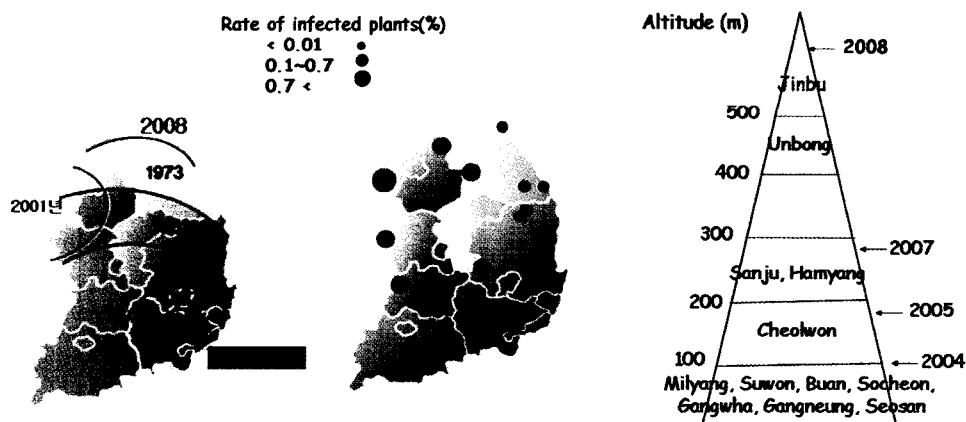 Rate of infected plants(%)
< 0.01
0.1~0.7
0.7 <
2008
1973
2001년
Altitude (m)
2008
Jinbu
500
Unbong
400
300
2007
Sanju, Hamyang
200
2005
Cheolwon
100
2004
Milyang, Suwon, Buan, Socheon,
Gangwha, Gangneung, Seosan